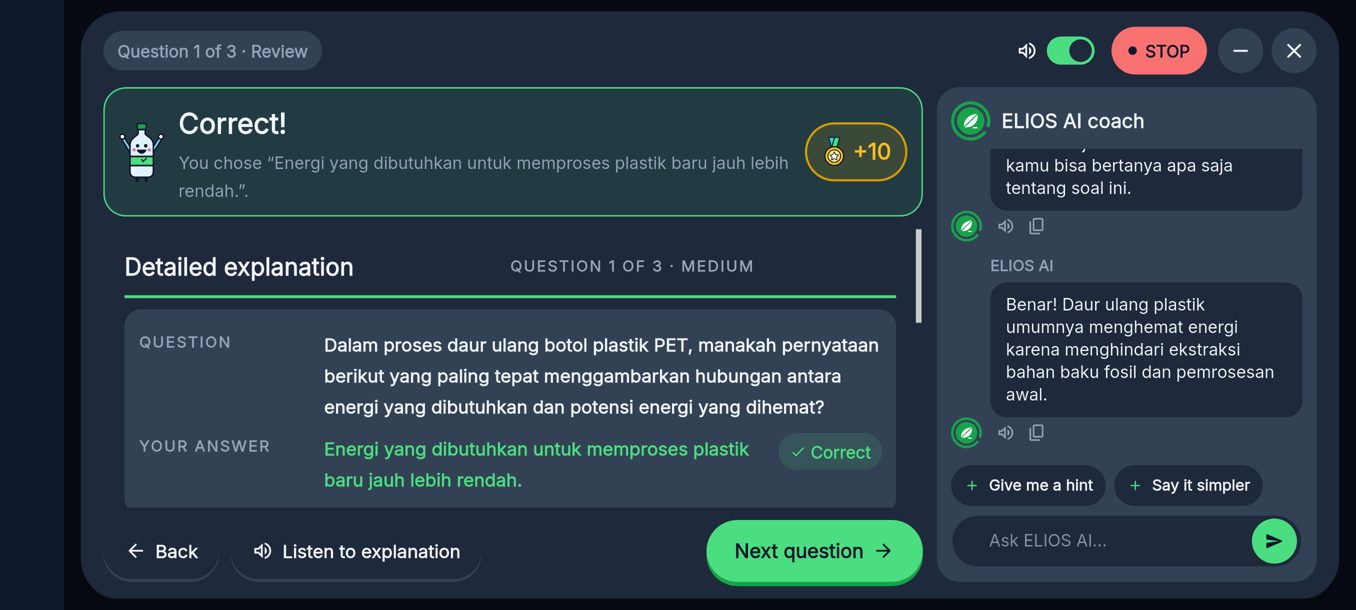 Question 1 of 3 · Review
STOP
Correct!
You chose “Energi yang dibutuhkan untuk memproses plastik baru jauh lebih
rendah.”.
+10
Detailed explanation
QUESTION 1 OF 3 · MEDIUM
QUESTION
Dalam proses daur ulang botol plastik PET, manakah pernyataan
berikut yang paling tepat menggambarkan hubungan antara
energi yang dibutuhkan dan potensi energi yang dihemat?
YOUR ANSWER
Energi yang dibutuhkan untuk memproses plastik
baru jauh lebih rendah.
Correct
Back
Listen to explanation
Next question
ELIOS AI coach
kamu bisa bertanya apa saja
tentang soal ini.
ELIOS AI
Benar! Daur ulang plastik
umumnya menghemat energi
karena menghindari ekstraksi
bahan baku fosil dan pemrosesan
awal.
+ Give me a hint
+ Say it simpler
Ask ELIOS AI...